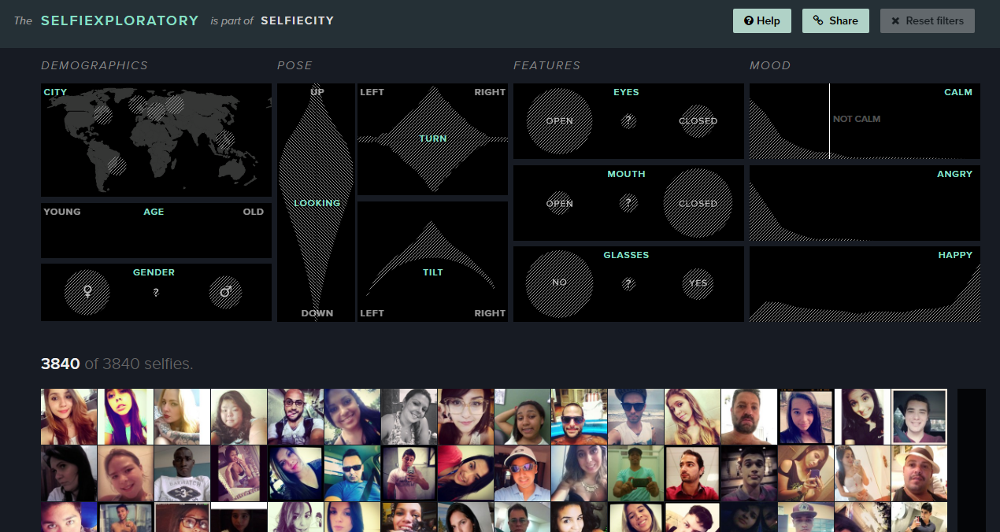 The SELFIEXPLORATORY is part of SELFIECITY
Help
Share
Reset filters
DEMOGRAPHICS
POSE
FEATURES
MOOD
CITY
YOUNG AGE OLD
GENDER
?
UP
LOOKING
DOWN
LEFT RIGHT
TURN
TILT
LEFT RIGHT
EYES
OPEN ? CLOSED
MOUTH
OPEN ? CLOSED
GLASSES
NO ? YES
CALM
NOT CALM
ANGRY
HAPPY
3840 of 3840 selfies.